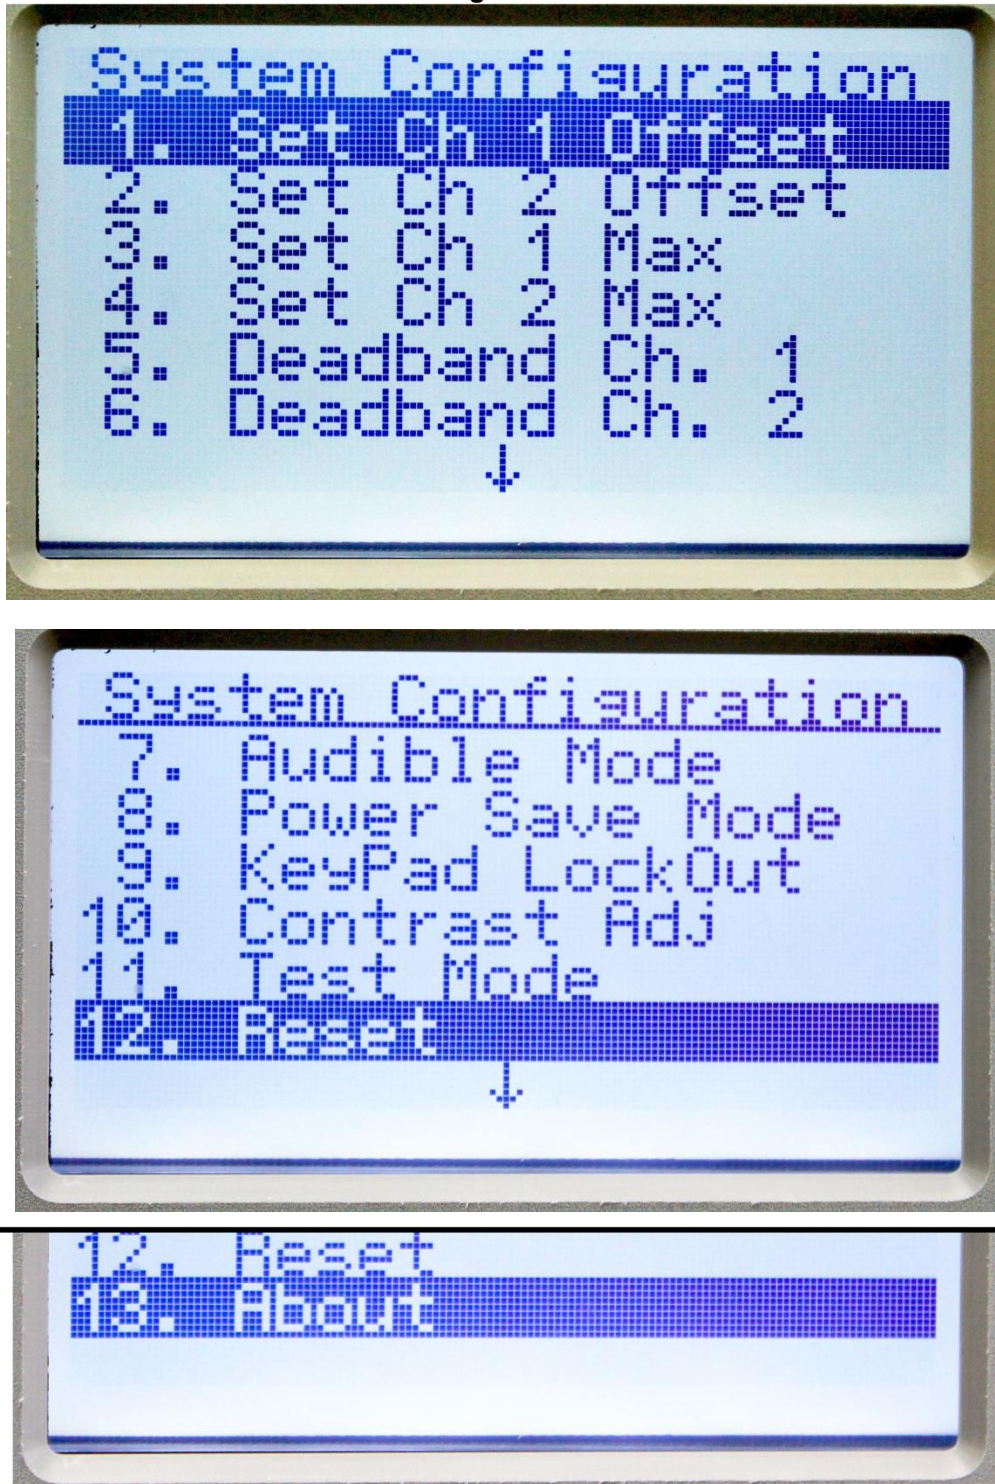 System Configuration
1. Set Ch 1 Offset
2. Set Ch 2 Offset
3. Set Ch 1 Max
4. Set Ch 2 Max
5. Deadband Ch. 1
6. Deadband Ch. 2
↓
System Configuration
7. Audible Mode
8. Power Save Mode
9. KeyPad LockOut
10. Contrast Adj
11. Test Mode
12. Reset
↓
12. Reset
13. About